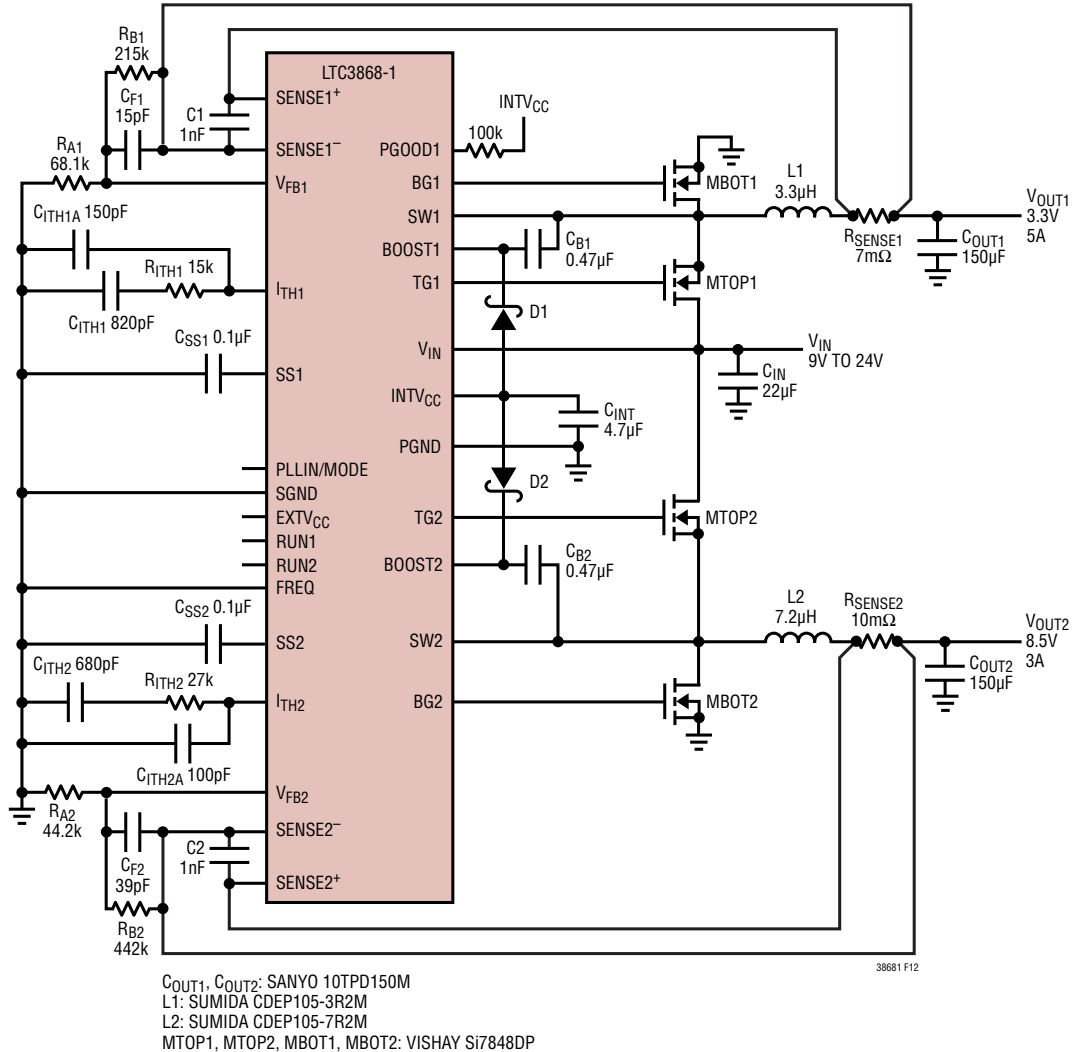 RB1
215k
CF1
15pF
RA1
68.1k
C1
1nF
LTC3868-1
SENSE1+
SENSE1–
VFB1
CITH1A 150pF
RITH1 15k
CITH1 820pF
ITH1
CSS1 0.1µF
SS1
PLLIN/MODE
SGND
EXTVCC
RUN1
RUN2
FREQ
CSS2 0.1µF
SS2
CITH2 680pF
RITH2 27k
ITH2
CITH2A 100pF
VFB2
RA2
44.2k
SENSE2–
CF2
39pF
C2
1nF
SENSE2+
RB2
442k
PGOOD1
BG1
SW1
BOOST1
TG1
VIN
INTVCC
PGND
TG2
BOOST2
SW2
BG2
INTVCC
100k
MBOT1
L1
3.3µH
CB1
0.47µF
MTOP1
D1
RSENSE1
7mΩ
COUT1
150µF
VOUT1
3.3V
5A
VIN
9V TO 24V
CIN
22µF
CINT
4.7µF
D2
MTOP2
CB2
0.47µF
L2
7.2µH
RSENSE2
10mΩ
VOUT2
8.5V
3A
COUT2
150µF
MBOT2
38681 F12
COUT1, COUT2: SANYO 10TPD150M
L1: SUMIDA CDEP105-3R2M
L2: SUMIDA CDEP105-7R2M
MTOP1, MTOP2, MBOT1, MBOT2: VISHAY Si7848DP